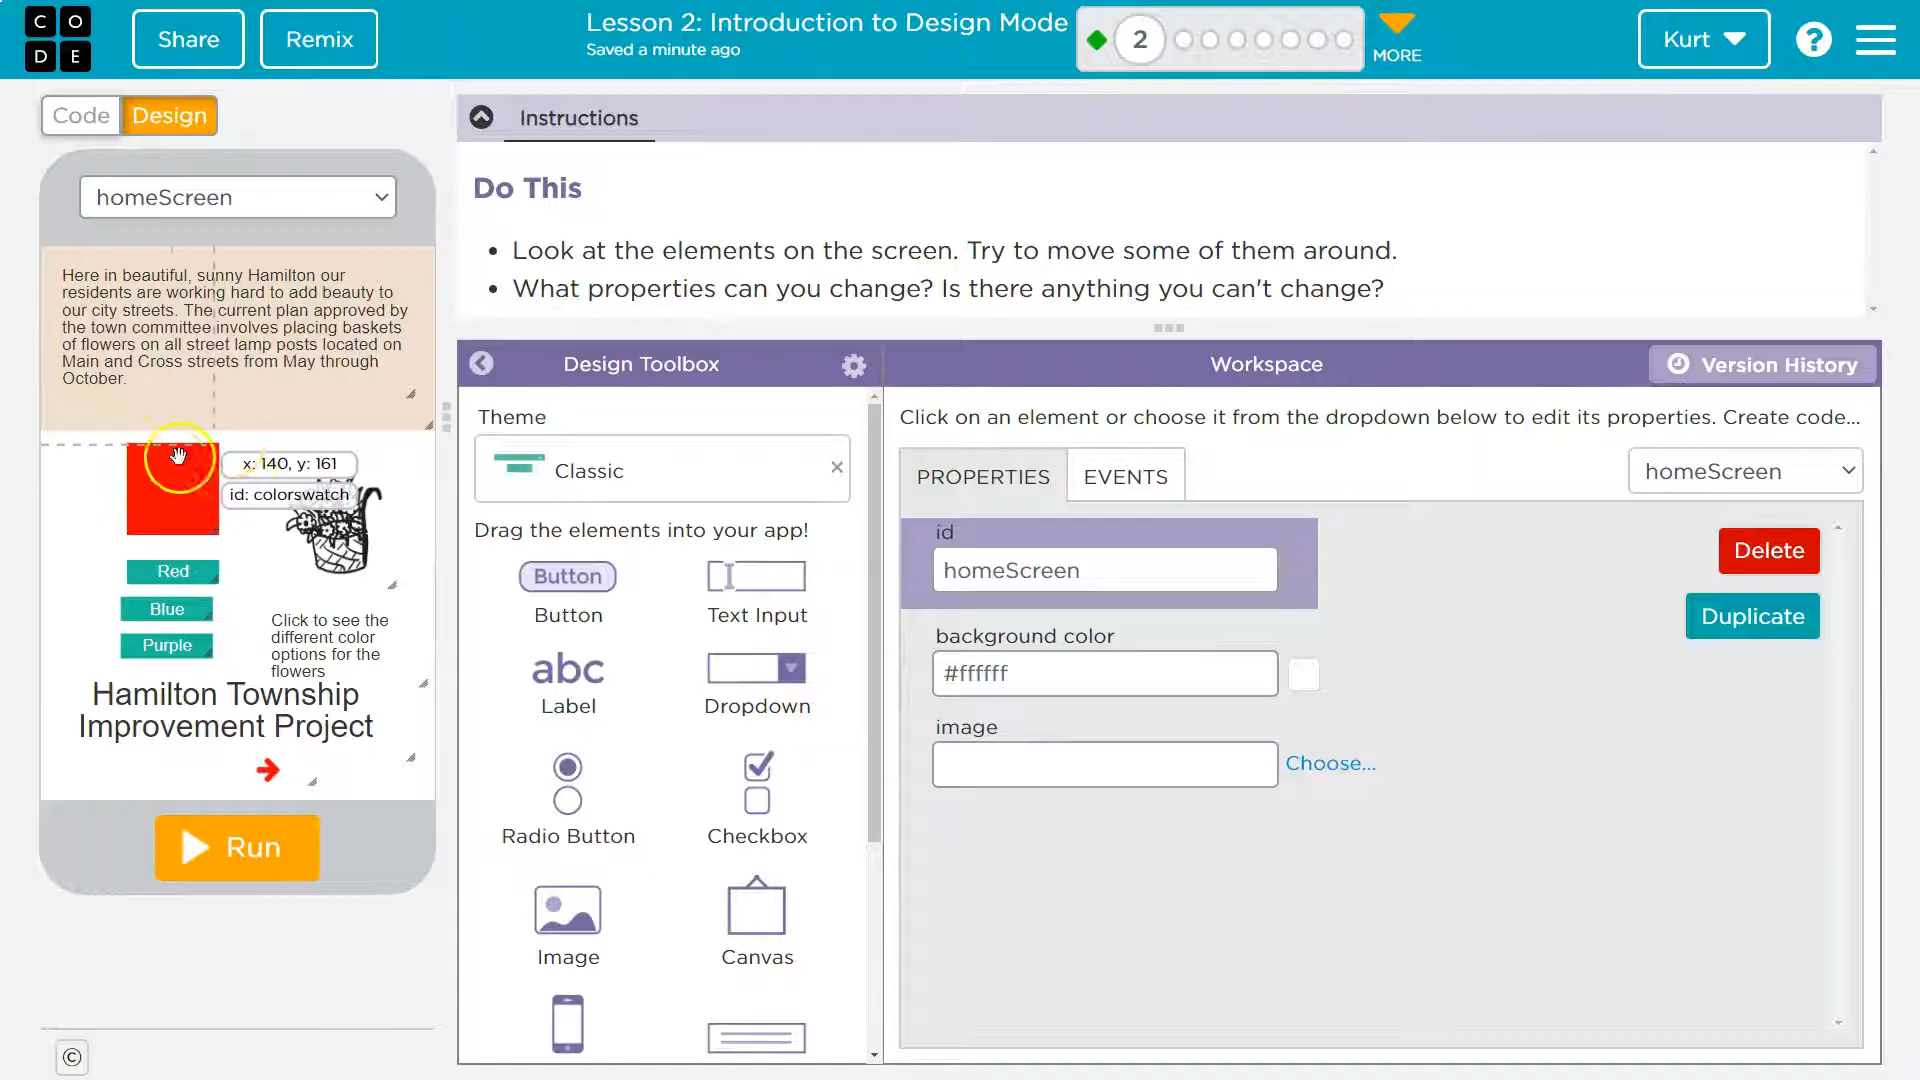 CO
DE
Share
Remix
Lesson 2: Introduction to Design Mode
Saved a minute ago
2
MORE
Kurt
?
Code
Design
homeScreen
Here in beautiful, sunny Hamilton our
residents are working hard to add beauty to
our city streets. The current plan approved by
the town committee involves placing baskets
of flowers on all street lamp posts located on
Main and Cross streets from May through
October.
x: 140, y: 161
id: colorswatch
Red
Blue
Purple
Click to see the
different color
options for the
flowers
Hamilton Township
Improvement Project
Run
©
Instructions
Do This
• Look at the elements on the screen. Try to move some of them around.
• What properties can you change? Is there anything you can't change?
Design Toolbox
Theme
Classic
×
Drag the elements into your app!
Button
Button
Text Input
abc
Label
Dropdown
Radio Button
Checkbox
Image
Canvas
Workspace
Version History
Click on an element or choose it from the dropdown below to edit its properties. Create code...
PROPERTIES
EVENTS
homeScreen
id
homeScreen
Delete
Duplicate
background color
#ffffff
image
Choose...